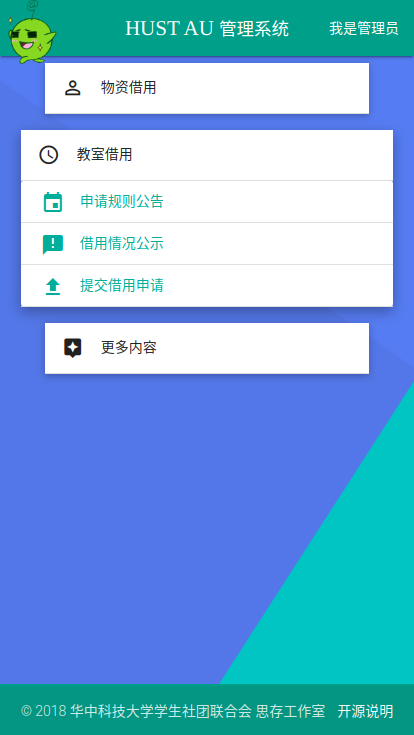 HUST AU 管理系统 我是管理员
物资借用
教室借用
申请规则公告
借用情况公示
提交借用申请
更多内容
© 2018 华中科技大学学生社团联合会 思存工作室 开源说明